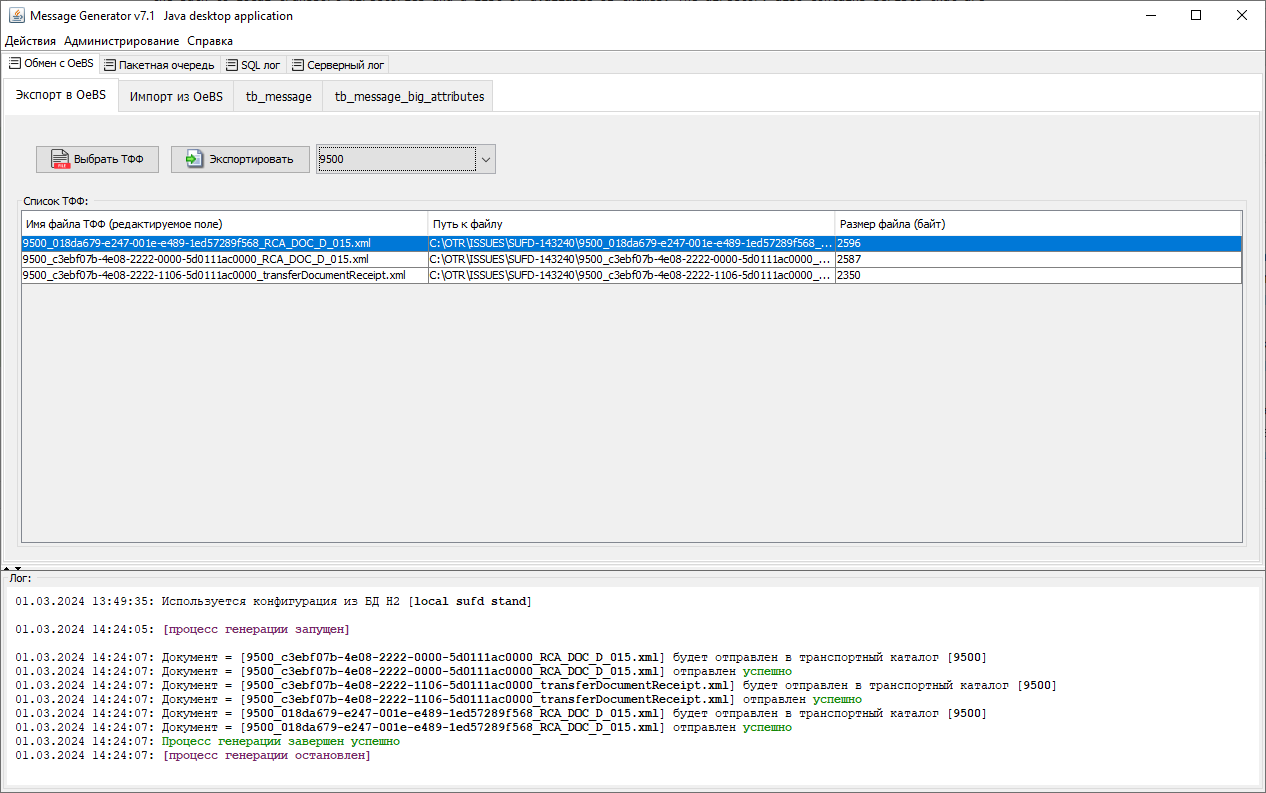 Message Generator v7.1 Java desktop application
Действия Администрирование Справка
Обмен с OeBS Пакетная очередь SQL лог Серверный лог
Экспорт в OeBS Импорт из OeBS tb_message tb_message_big_attributes
Выбрать ТФФ Экспортировать 9500
Список ТФФ:
Имя файла ТФФ (редактируемое поле) Путь к файлу Размер файла (байт)
9500_018da679-e247-001e-e489-1ed57289f568_RCA_DOC_D_015.xml C:\OTR\ISSUES\SUFD-143240\9500_018da679-e247-001e-e489-1ed57289f568_... 2596
9500_c3ebf07b-4e08-2222-0000-5d0111ac0000_RCA_DOC_D_015.xml C:\OTR\ISSUES\SUFD-143240\9500_c3ebf07b-4e08-2222-0000-5d0111ac0000_... 2587
9500_c3ebf07b-4e08-2222-1106-5d0111ac0000_transferDocumentReceipt.xml C:\OTR\ISSUES\SUFD-143240\9500_c3ebf07b-4e08-2222-1106-5d0111ac0000_... 2350
Лог:
01.03.2024 13:49:35: Используется конфигурация из БД H2 [local sufd stand]
01.03.2024 14:24:05: [процесс генерации запущен]
01.03.2024 14:24:07: Документ = [9500_c3ebf07b-4e08-2222-0000-5d0111ac0000_RCA_DOC_D_015.xml] будет отправлен в транспортный каталог [9500]
01.03.2024 14:24:07: Документ = [9500_c3ebf07b-4e08-2222-0000-5d0111ac0000_RCA_DOC_D_015.xml] отправлен успешно
01.03.2024 14:24:07: Документ = [9500_c3ebf07b-4e08-2222-1106-5d0111ac0000_transferDocumentReceipt.xml] будет отправлен в транспортный каталог [9500]
01.03.2024 14:24:07: Документ = [9500_c3ebf07b-4e08-2222-1106-5d0111ac0000_transferDocumentReceipt.xml] отправлен успешно
01.03.2024 14:24:07: Документ = [9500_018da679-e247-001e-e489-1ed57289f568_RCA_DOC_D_015.xml] будет отправлен в транспортный каталог [9500]
01.03.2024 14:24:07: Документ = [9500_018da679-e247-001e-e489-1ed57289f568_RCA_DOC_D_015.xml] отправлен успешно
01.03.2024 14:24:07: Процесс генерации завершен успешно
01.03.2024 14:24:07: [процесс генерации остановлен]